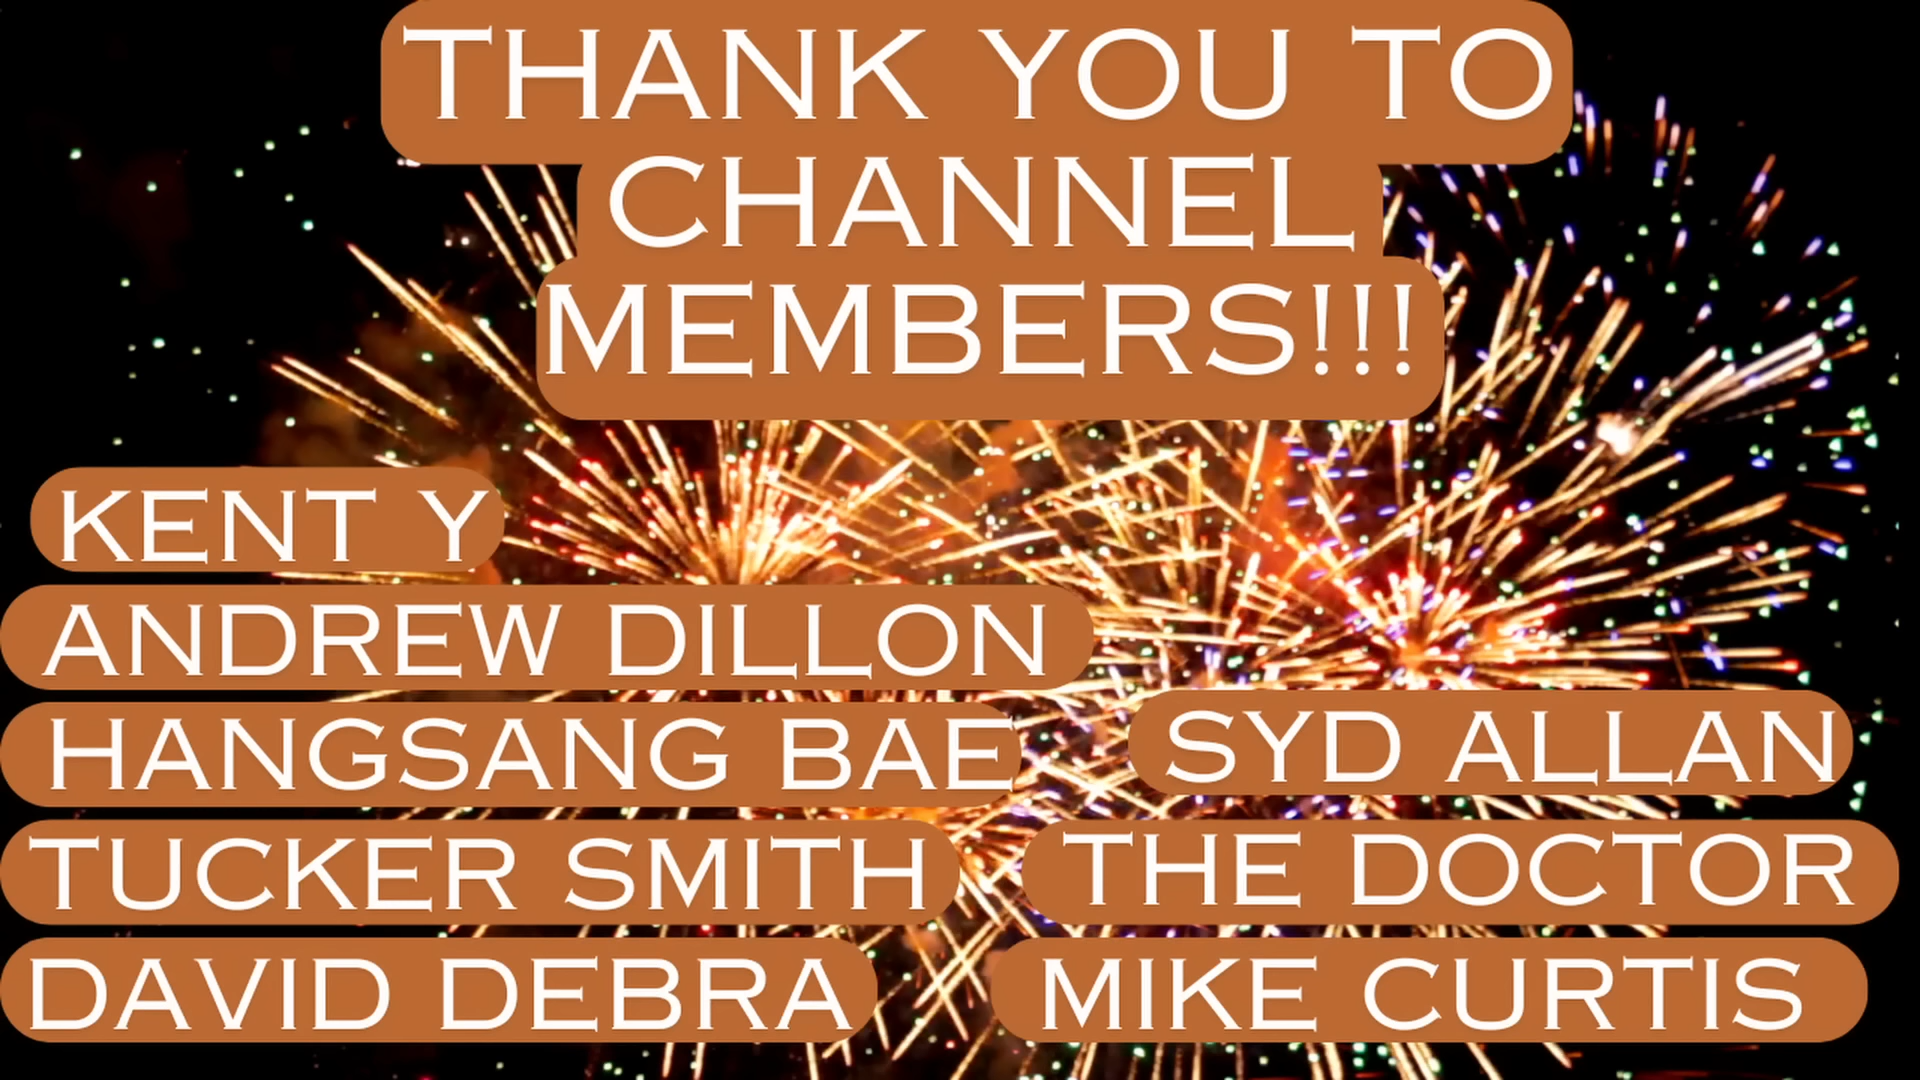 THANK YOU TO
CHANNEL
MEMBERS!!!
KENT Y
ANDREW DILLON
HANGSANG BAE
SYD ALLAN
TUCKER SMITH
THE DOCTOR
DAVID DEBRA
MIKE CURTIS